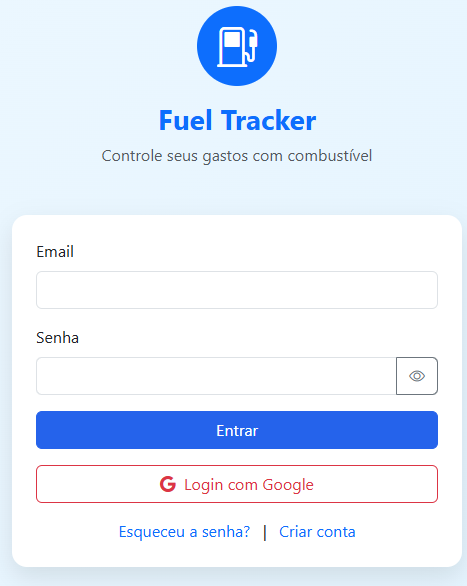 Fuel Tracker
Controle seus gastos com combustível
Email
Senha
Entrar
Login com Google
Esqueceu a senha? | Criar conta